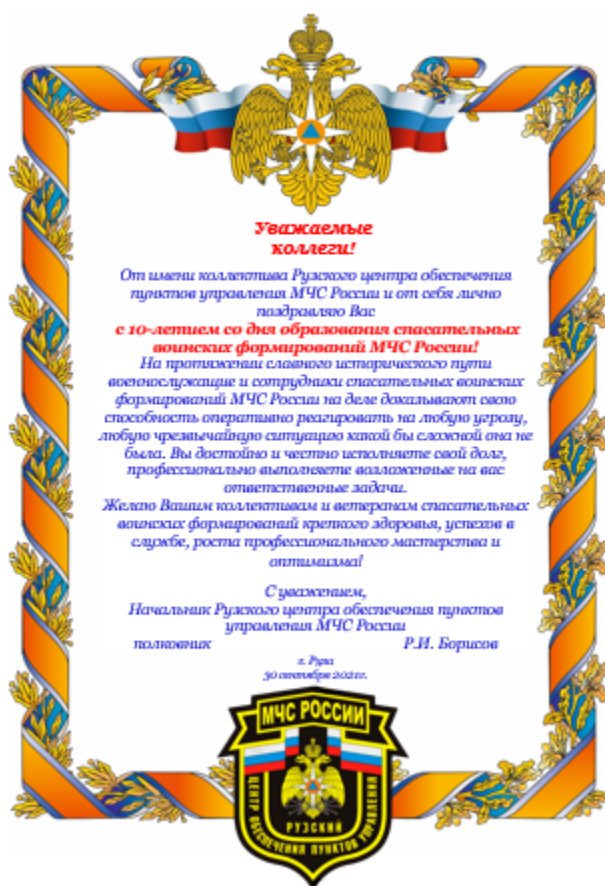 Уважаемые
коллеги!
От имени коллектива Рузского центра обеспечения
пунктов управления МЧС России и от себя лично
поздравляю Вас
с 10-летием со дня образования спасательных
воинских формирований МЧС России!
На протяжении славного исторического пути
военнослужащие и сотрудники спасательных воинских
формирований МЧС России на деле доказывают свою
способность оперативно реагировать на любую угрозу,
любую чрезвычайную ситуацию какой бы сложной она не
была. Вы достойно и честно исполняете свой долг,
профессионально выполняете возложенные на вас
ответственные задачи.
Желаю Вашим коллективам и ветеранам спасательных
воинских формирований крепкого здоровья, успехов в
службе, роста профессионального мастерства и
оптимизма!
С уважением,
Начальник Рузского центра обеспечения пунктов
управления МЧС России
полковник Р.И. Борисов
г. Руза
30 сентября 2021г.
МЧС РОССИИ
РУЗСКИЙ
ЦЕНТР ОБЕСПЕЧЕНИЯ ПУНКТОВ УПРАВЛЕНИЯ